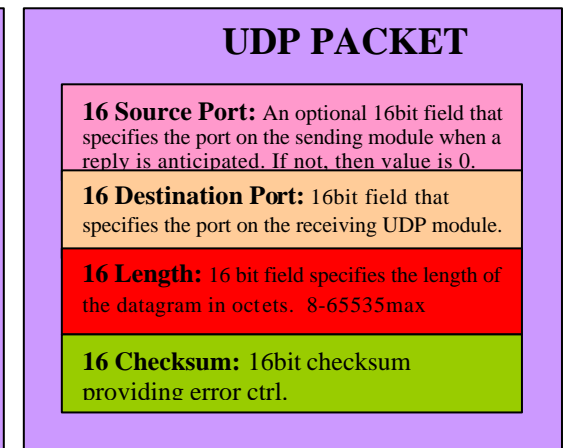 UDP PACKET
16 Source Port: An optional 16bit field that
specifies the port on the sending module when a
reply is anticipated. If not, then value is 0.
16 Destination Port: 16bit field that
specifies the port on the receiving UDP module.
16 Length: 16 bit field specifies the length of
the datagram in octets. 8-65535max
16 Checksum: 16bit checksum
providing error ctrl.